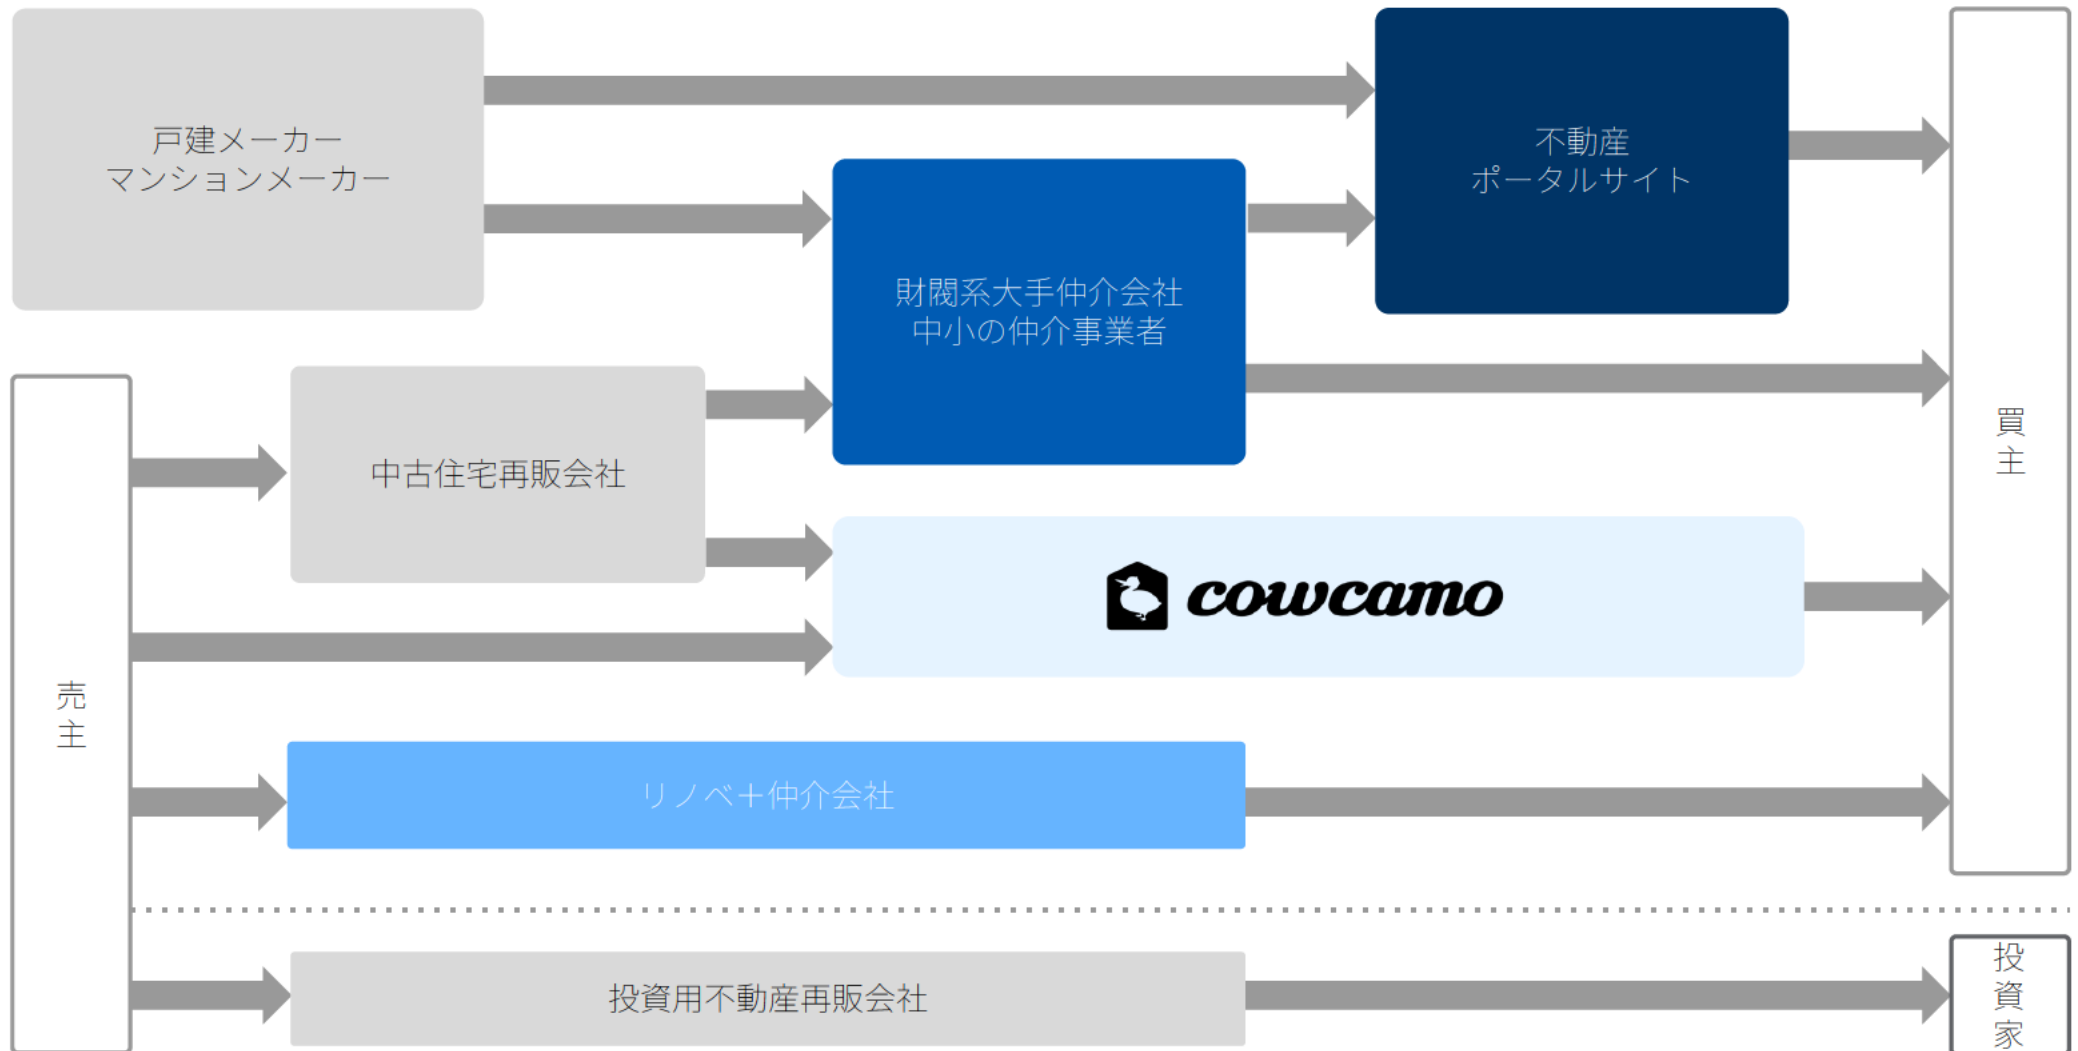 戸建メーカー
マンションメーカー
不動産
ポータルサイト
財閥系大手仲介会社
中小の仲介事業者
中古住宅再販会社
買主
cowcamo
売主
リノベ＋仲介会社
投資用不動産再販会社
投資家